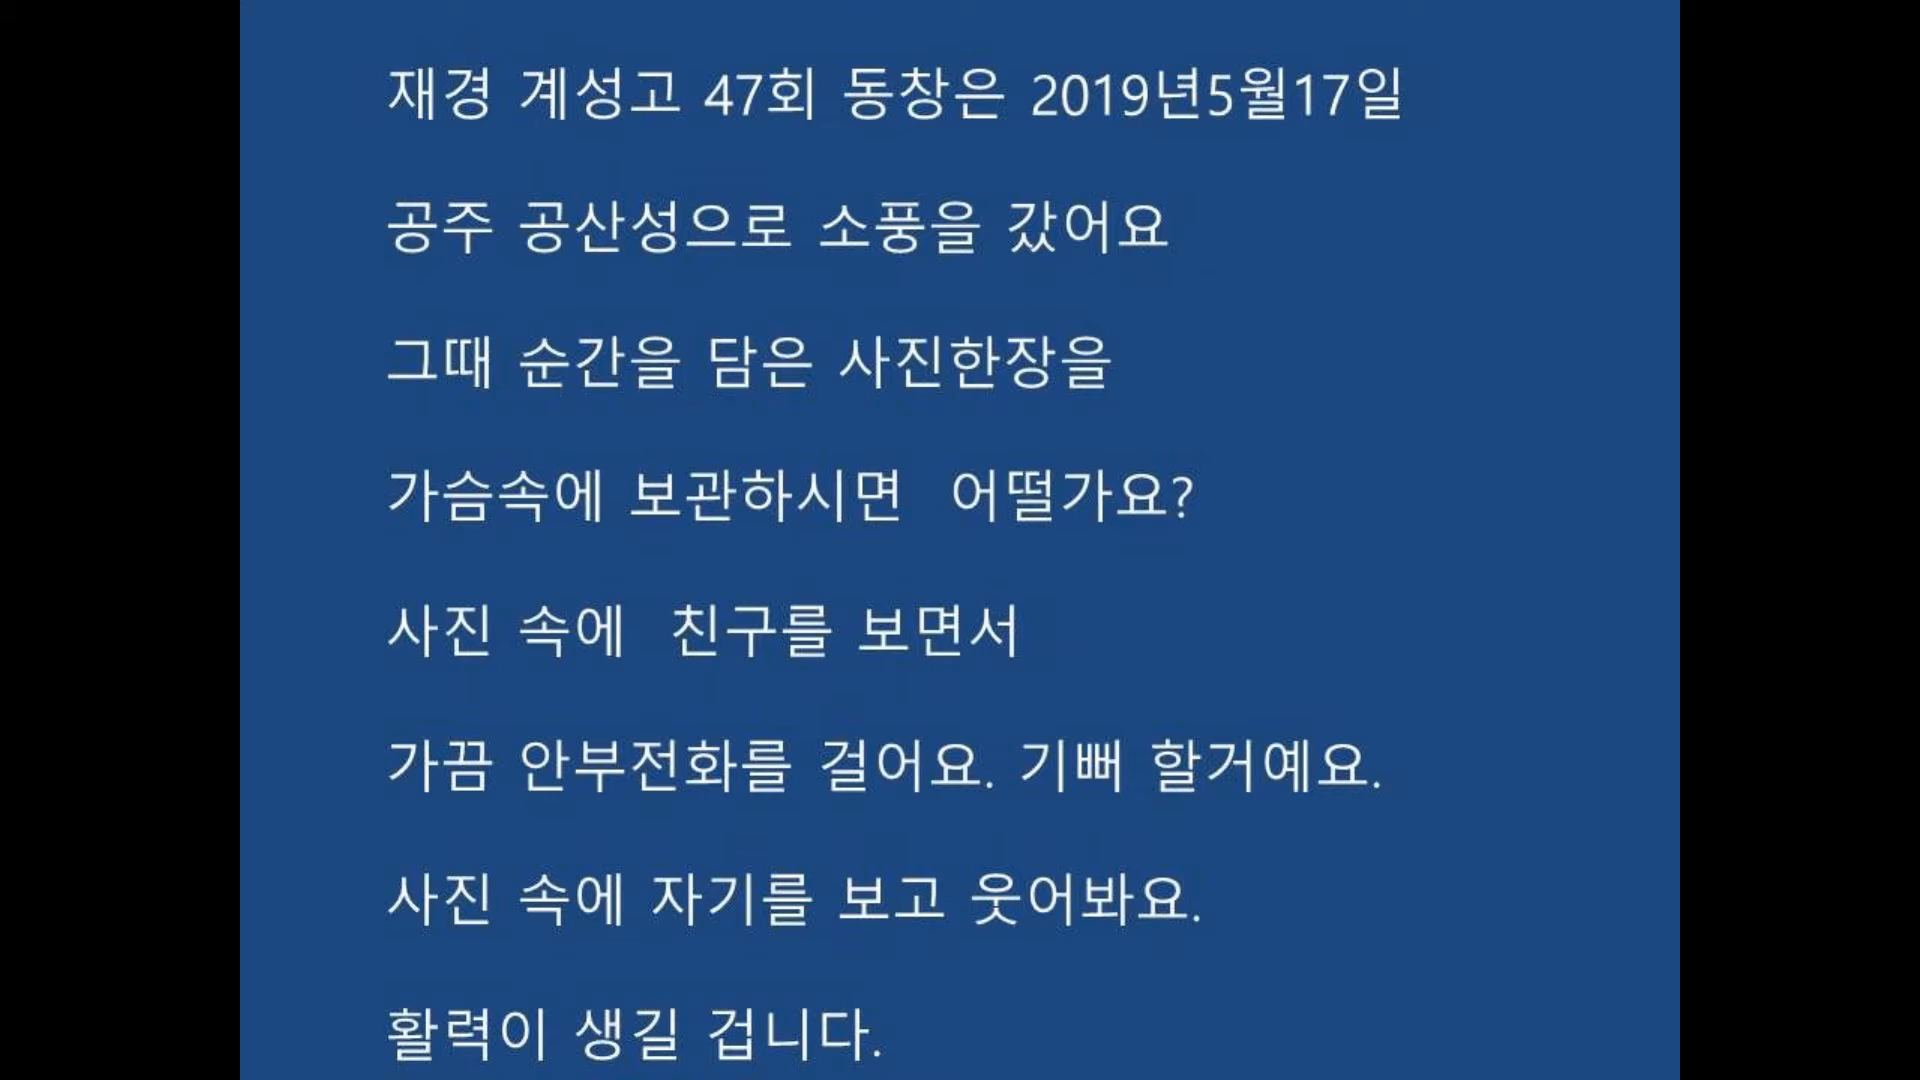 재경 계성고 47회 동창은 2019년5월17일
공주 공산성으로 소풍을 갔어요
그때 순간을 담은 사진한장을
가슴속에 보관하시면  어떨가요?
사진 속에  친구를 보면서
가끔 안부전화를 걸어요. 기뻐 할거예요.
사진 속에 자기를 보고 웃어봐요.
활력이 생길 겁니다.